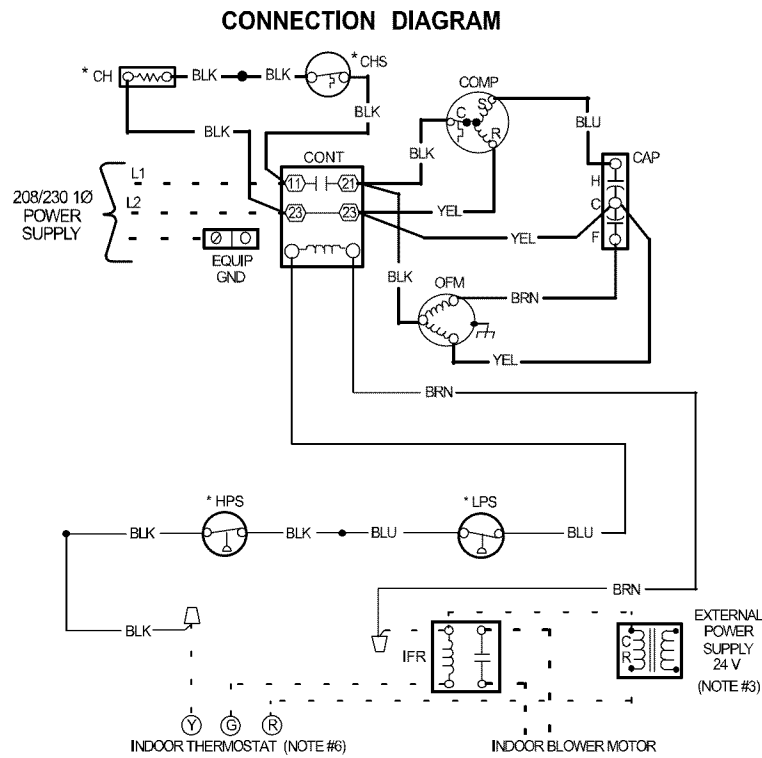 CONNECTION DIAGRAM
* CH
BLK
BLK
* CHS
COMP
BLK
BLK
BLK
BLU
C
S
R
CAP
H
C
F
CONT
11
21
23
23
L1
L2
208/230 1Ø
POWER
SUPPLY
EQUIP
GND
YEL
YEL
BLK
OFM
BRN
YEL
BRN
* HPS
* LPS
BLK
BLK
BLU
BLU
BRN
BLK
IFR
C
R
EXTERNAL
POWER
SUPPLY
24 V
(NOTE #3)
Y
G
R
INDOOR THERMOSTAT (NOTE #6)
INDOOR BLOWER MOTOR